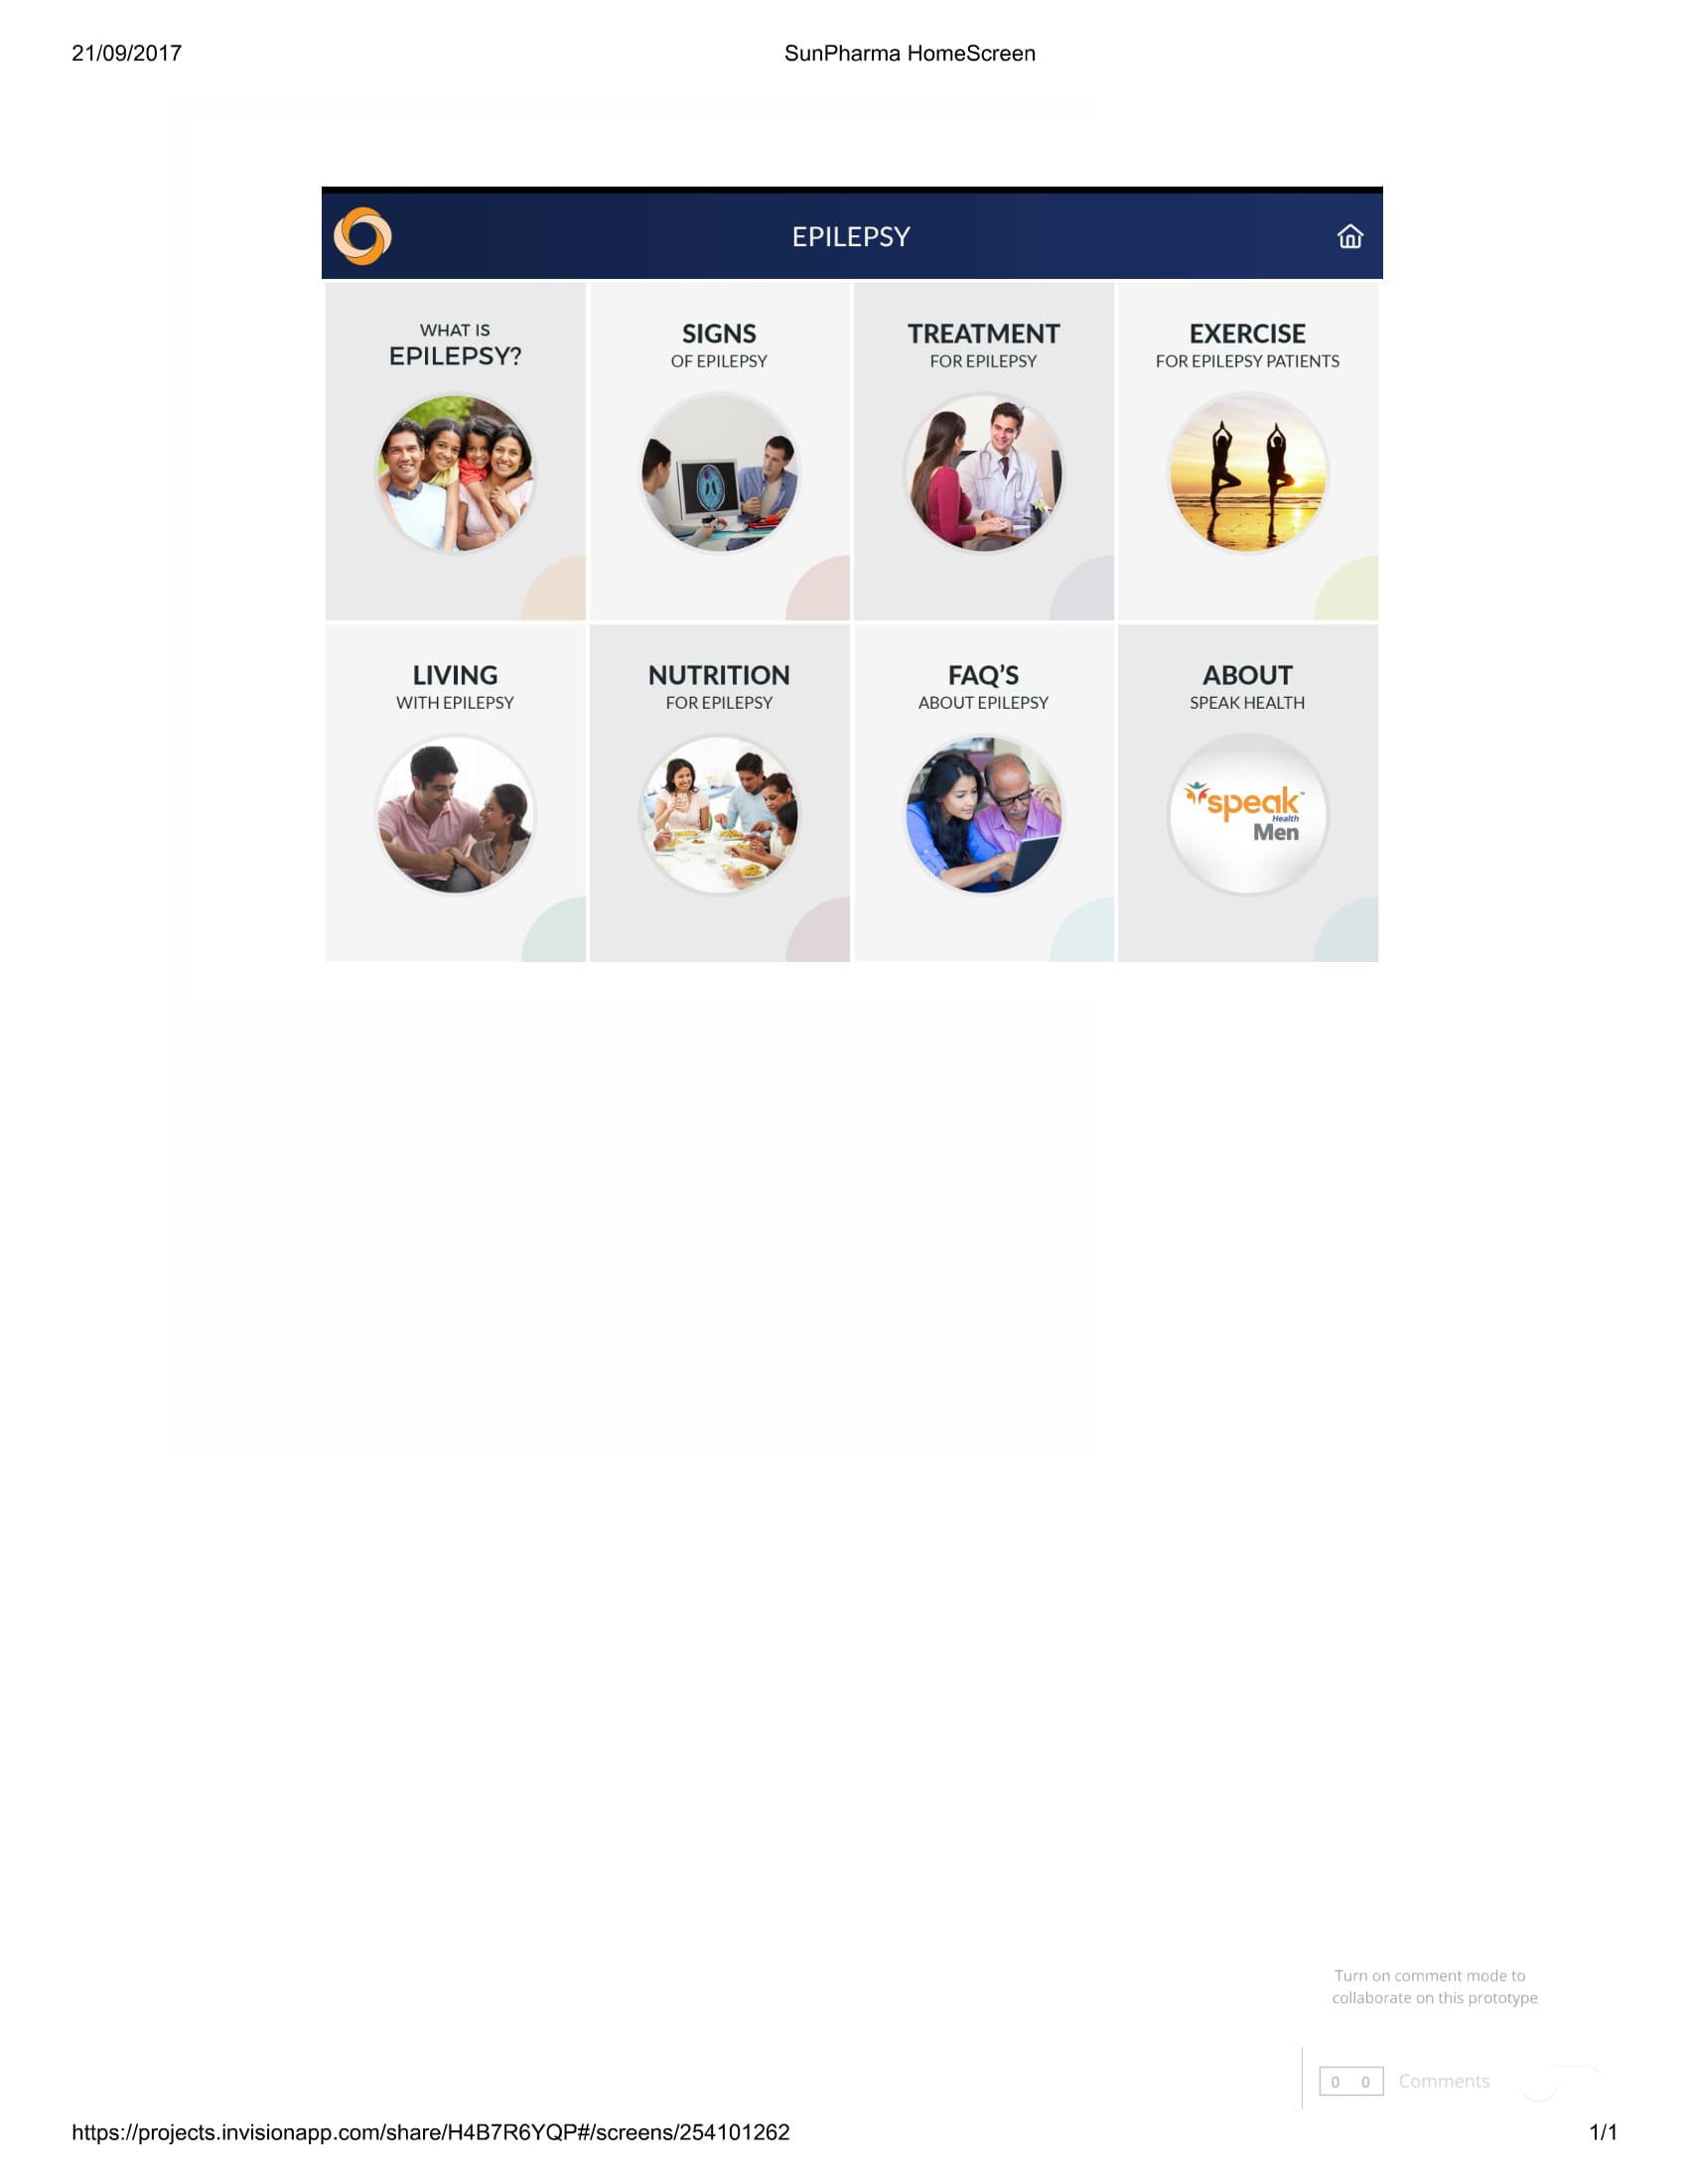 21/09/2017
SunPharma HomeScreen
EPILEPSY
WHAT IS
EPILEPSY?
SIGNS
OF EPILEPSY
TREATMENT
FOR EPILEPSY
EXERCISE
FOR EPILEPSY PATIENTS
LIVING
WITH EPILEPSY
NUTRITION
FOR EPILEPSY
FAQ’S
ABOUT EPILEPSY
ABOUT
SPEAK HEALTH
speak™
Health
Men
Turn on comment mode to
collaborate on this prototype
0 0 Comments
https://projects.invisionapp.com/share/H4B7R6YQP#/screens/254101262
1/1